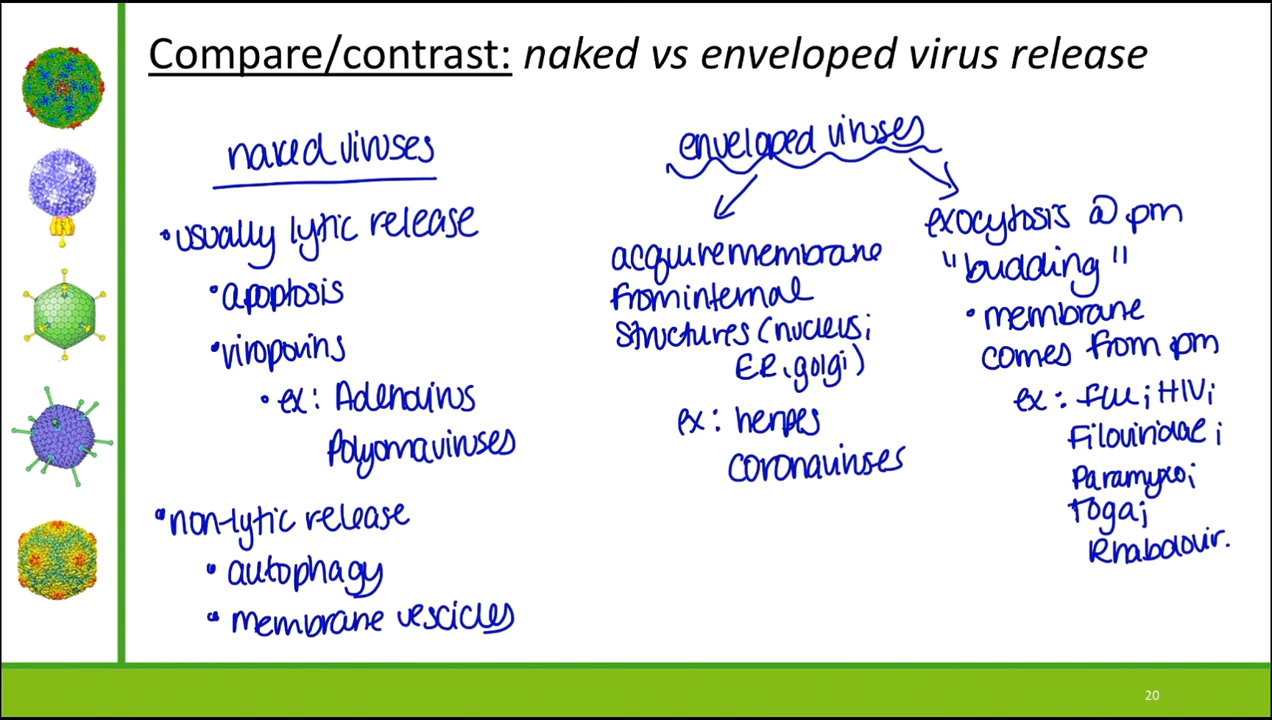 Compare/contrast: naked vs enveloped virus release
naked viruses
•usually lytic release
•apoptosis
•viroporins
•ex: Adenovirus
Polyomaviruses
•non-lytic release
•autophagy
•membrane vescicles
enveloped viruses
acquire membrane
from internal
structures (nucleus;
ER, golgi)
ex: herpes
coronaviruses
exocytosis @ pm
"budding"
•membrane
comes from pm
ex: flu; HIV;
Filoviridae;
Paramyxo;
Toga;
Rhabdovir.
20